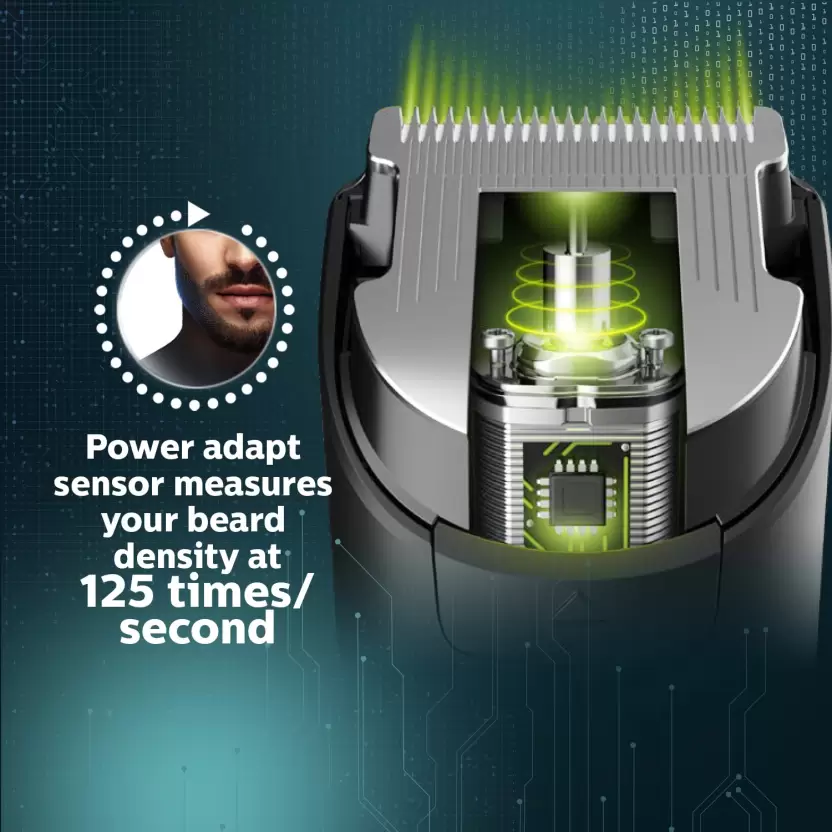 Power adapt
sensor measures
your beard
density at
125 times/
second